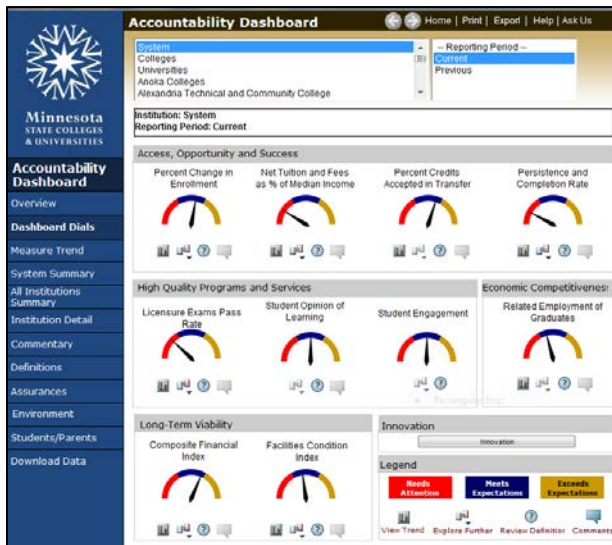 Accountability Dashboard
Home | Print | Export | Help | Ask Us
System
Colleges
Universities
Anoka Colleges
Alexandria Technical and Community College
-- Reporting Period --
Current
Previous
Minnesota
STATE COLLEGES
& UNIVERSITIES
Institution: System
Reporting Period: Current
Accountability
Dashboard
Overview
Dashboard Dials
Measure Trend
System Summary
All Institutions
Summary
Institution Detail
Commentary
Definitions
Assurances
Environment
Students/Parents
Download Data
Access, Opportunity and Success
Percent Change in
Enrollment
Net Tuition and Fees
as % of Median Income
Percent Credits
Accepted in Transfer
Persistence and
Completion Rate
High Quality Programs and Services
Licensure Exams Pass
Rate
Student Opinion of
Learning
Student Engagement
Economic Competitiveness
Related Employment of
Graduates
Long-Term Viability
Composite Financial
Index
Facilities Condition
Index
Innovation
Innovation
Legend
Needs
Attention
Meets
Expectations
Exceeds
Expectations
View Trend
Explore Further
Review Definition
Comments